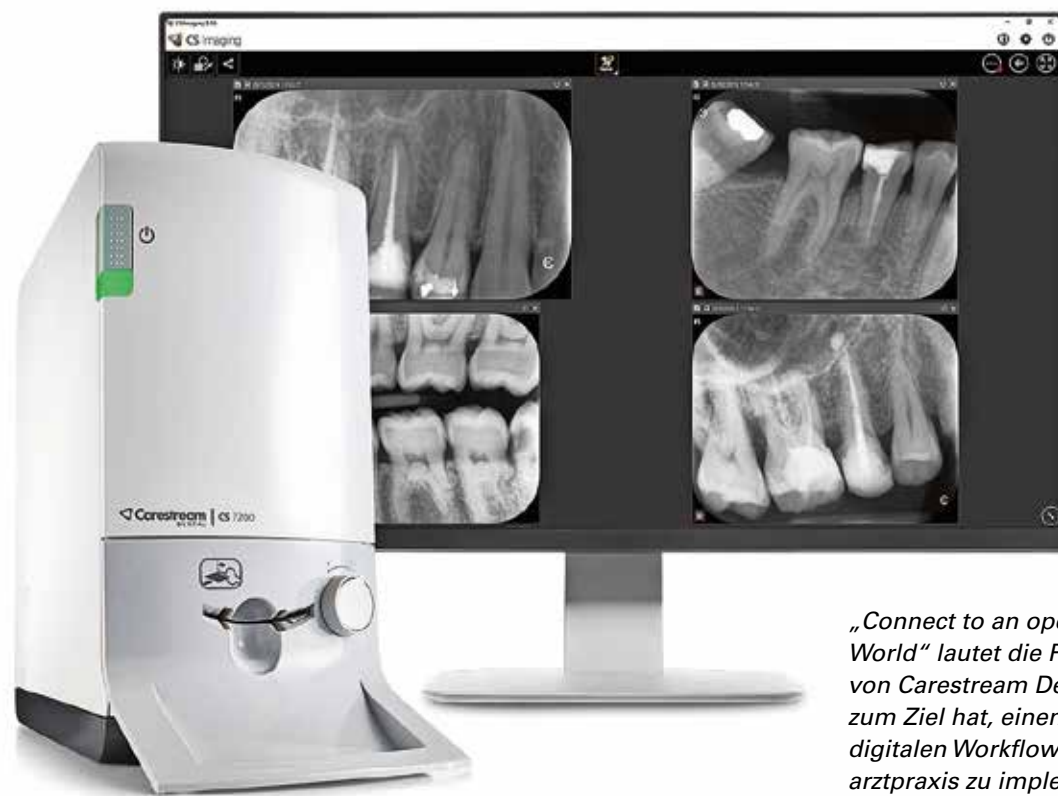 CS Imaging
Carestream | CS 7200
DENTAL
„Connect to an ope
World“ lautet die F
von Carestream De
zum Ziel hat, einen
digitalen Workflow
arztpraxis zu imple